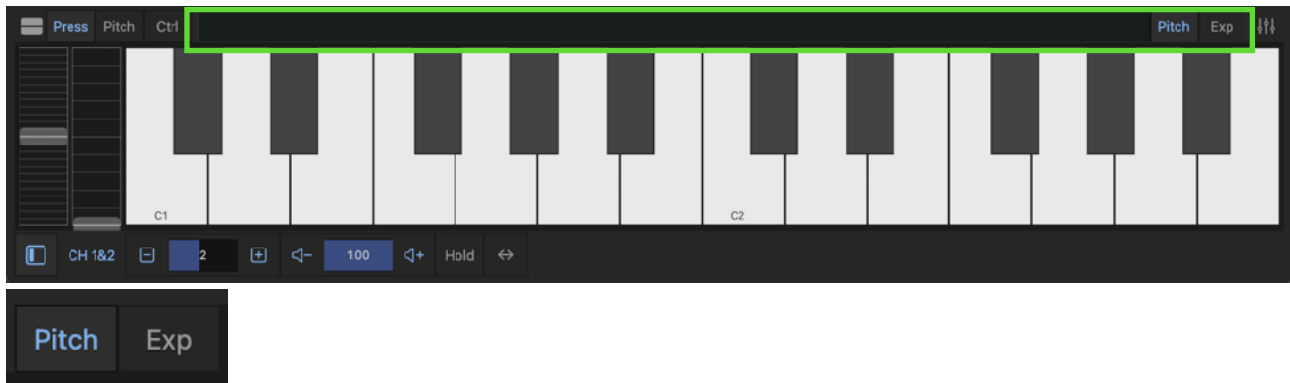 Press Pitch Ctrl Pitch Exp
C1 C2
CH 1&2 2 100 Hold
Pitch Exp